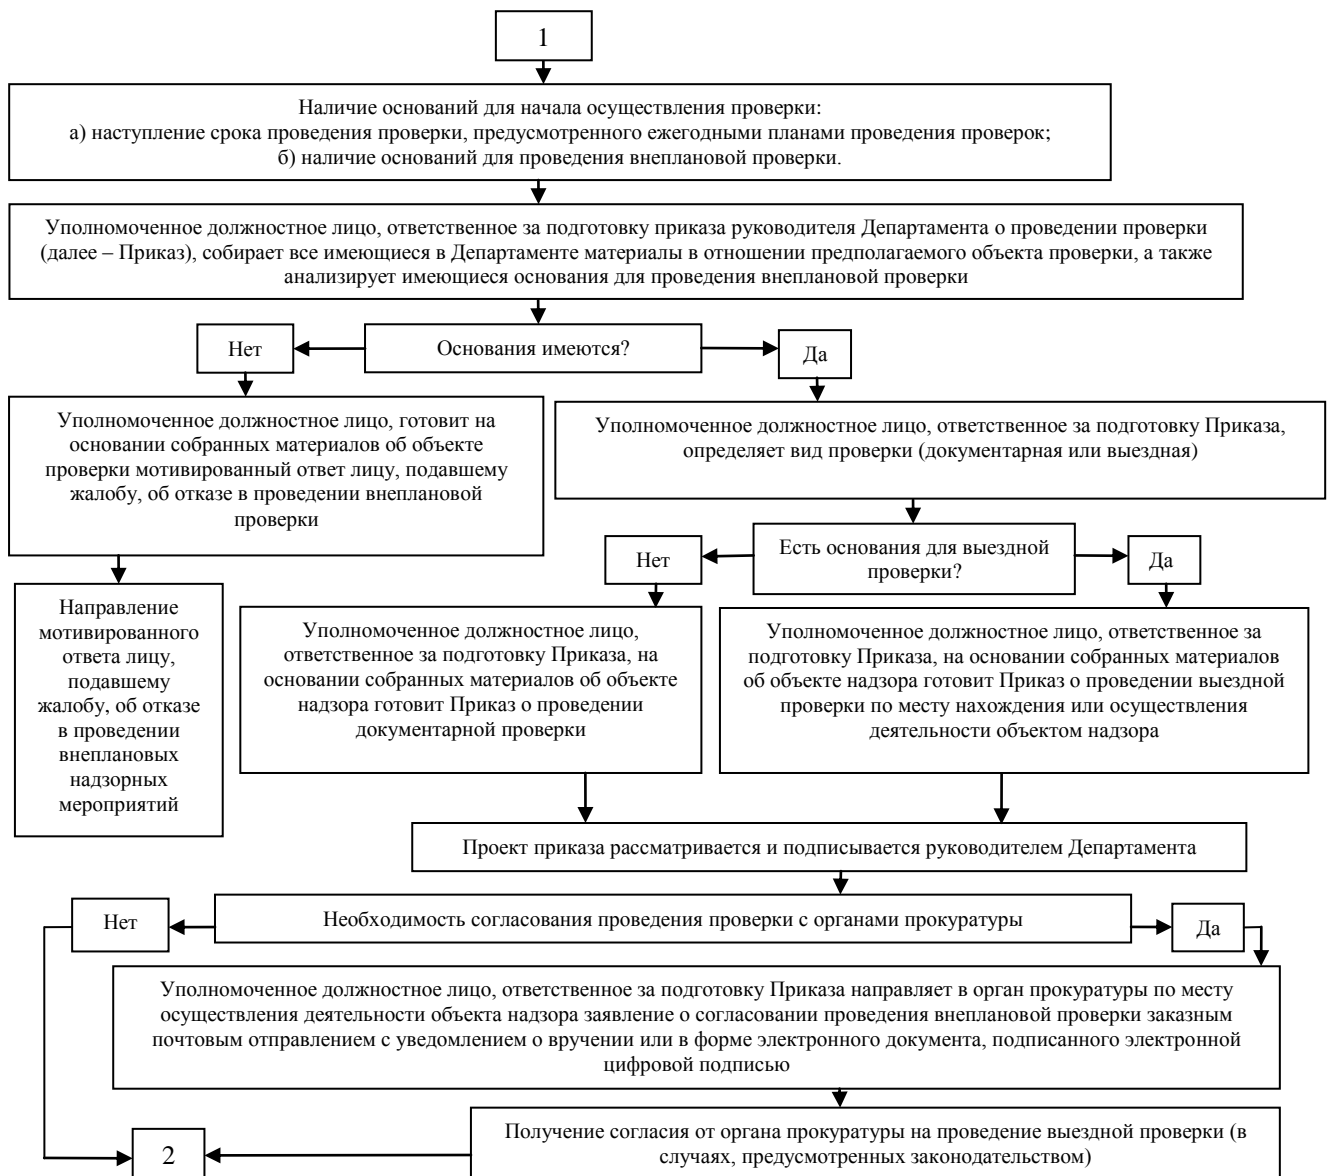 1
Наличие оснований для начала осуществления проверки:
а) наступление срока проведения проверки, предусмотренного ежегодными планами проведения проверок;
б) наличие оснований для проведения внеплановой проверки.
Уполномоченное должностное лицо, ответственное за подготовку приказа руководителя Департамента о проведении проверки
(далее – Приказ), собирает все имеющиеся в Департаменте материалы в отношении предполагаемого объекта проверки, а также
анализирует имеющиеся основания для проведения внеплановой проверки
Нет
Основания имеются?
Да
Уполномоченное должностное лицо, готовит на
основании собранных материалов об объекте
проверки мотивированный ответ лицу, подавшему
жалобу, об отказе в проведении внеплановой
проверки
Уполномоченное должностное лицо, ответственное за подготовку Приказа,
определяет вид проверки (документарная или выездная)
Нет
Есть основания для выездной
проверки?
Да
Направление
мотивированного
ответа лицу,
подавшему
жалобу, об отказе
в проведении
внеплановых
надзорных
мероприятий
Уполномоченное должностное лицо,
ответственное за подготовку Приказа, на
основании собранных материалов об объекте
надзора готовит Приказ о проведении
документарной проверки
Уполномоченное должностное лицо, ответственное за
подготовку Приказа, на основании собранных материалов
об объекте надзора готовит Приказ о проведении выездной
проверки по месту нахождения или осуществления
деятельности объектом надзора
Проект приказа рассматривается и подписывается руководителем Департамента
Нет
Необходимость согласования проведения проверки с органами прокуратуры
Да
Уполномоченное должностное лицо, ответственное за подготовку Приказа направляет в орган прокуратуры по месту
осуществления деятельности объекта надзора заявление о согласовании проведения внеплановой проверки заказным
почтовым отправлением с уведомлением о вручении или в форме электронного документа, подписанного электронной
цифровой подписью
2
Получение согласия от органа прокуратуры на проведение выездной проверки (в
случаях, предусмотренных законодательством)